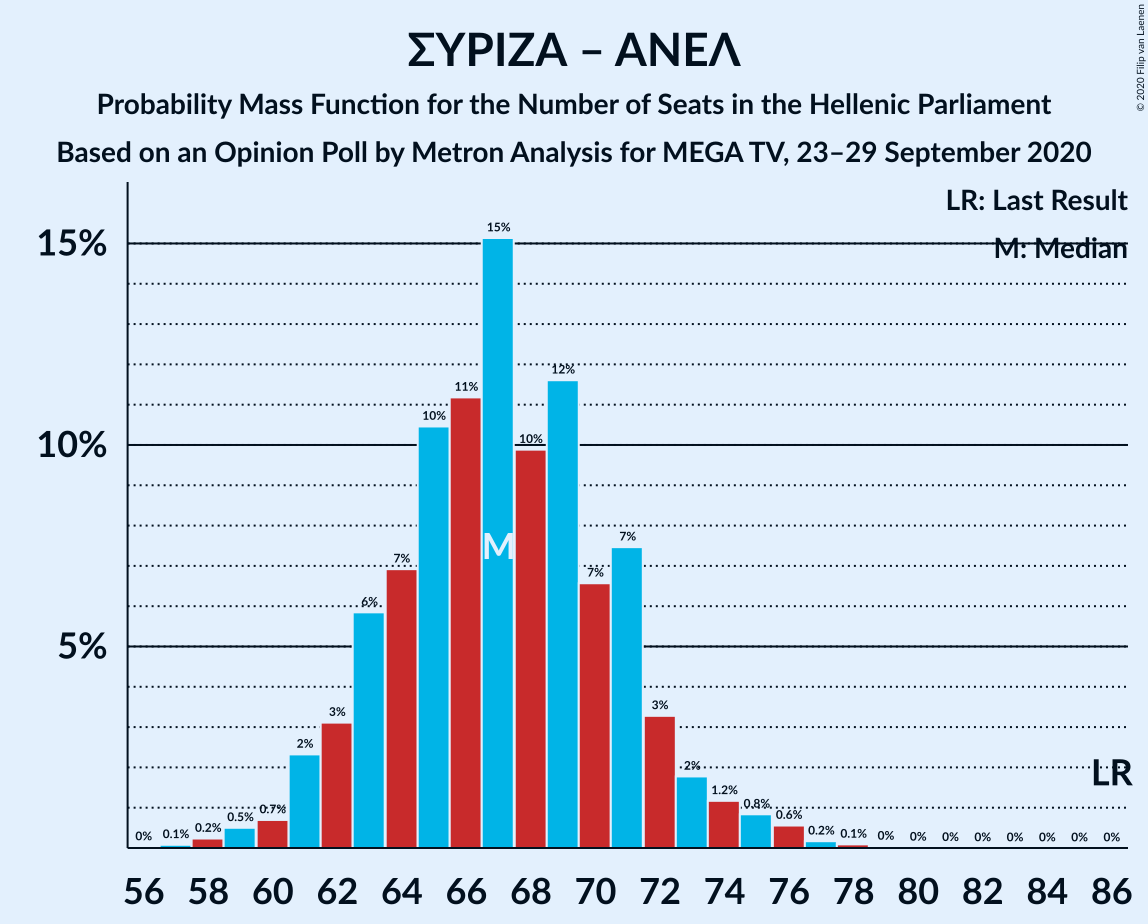 ΣΥΡΙΖΑ – ΑΝΕΛ
Probability Mass Function for the Number of Seats in the Hellenic Parliament
Based on an Opinion Poll by Metron Analysis for MEGA TV, 23–29 September 2020
© 2020 Filip van Laenen
LR: Last Result
M: Median
15%
10%
5%
0% 0.1% 0.2% 0.5% 0.7% 2% 3% 6% 7% 10% 11% 15% 10% 12% 7% 7% 3% 2% 1.2% 0.8% 0.6% 0.2% 0.1% 0% 0% 0% 0% 0% 0% 0% 0%
M
LR
56 58 60 62 64 66 68 70 72 74 76 78 80 82 84 86